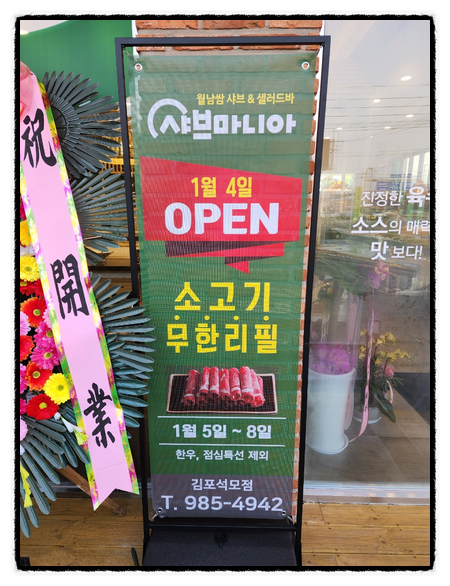 祝開業
월남쌈 샤브 & 샐러드바
샤브마니아
1월 4일
OPEN
소고기
무한리필
1월 5일 ~ 8일
한우, 점심특선 제외
김포석모점
T. 985-4942
진정한 육
소스의 매력
맛 보다!